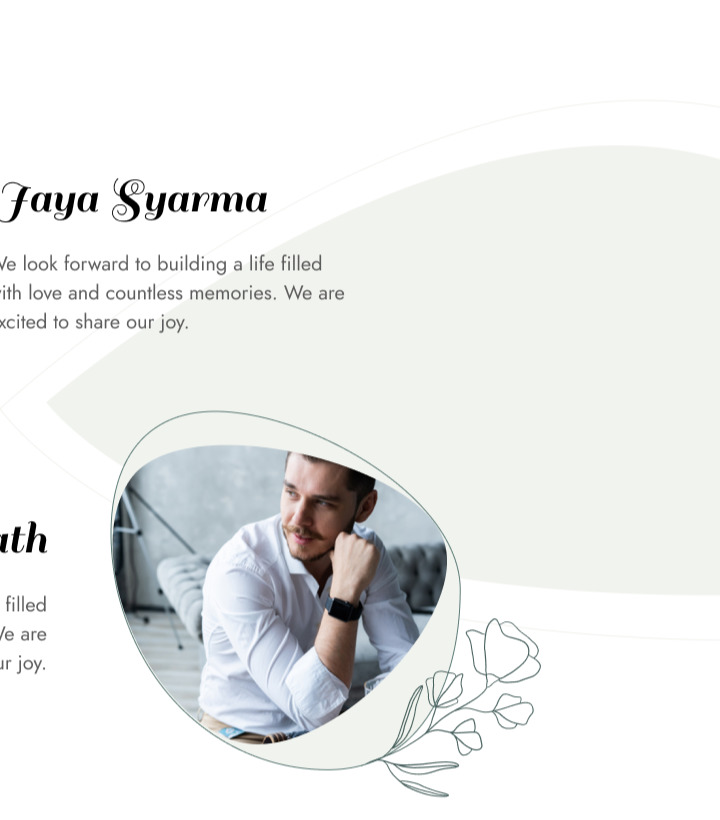 Jaya Syarma
We look forward to building a life filled
with love and countless memories. We are
excited to share our joy.
ath
filled
We are
ur joy.